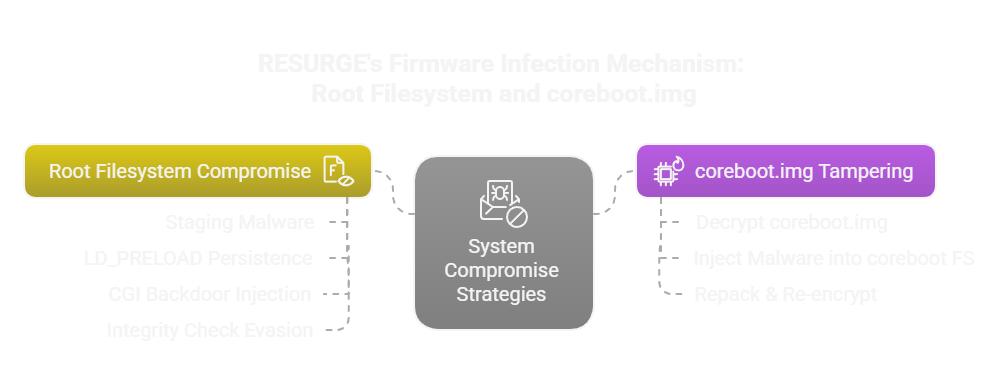 RESURGE's Firmware Infection Mechanism:
Root Filesystem and coreboot.img
Root Filesystem Compromise
F
Staging Malware
LD_PRELOAD Persistence
CGI Backdoor Injection
Integrity Check Evasion
System
Compromise
Strategies
coreboot.img Tampering
Decrypt coreboot.img
Inject Malware into coreboot FS
Repack & Re-encrypt